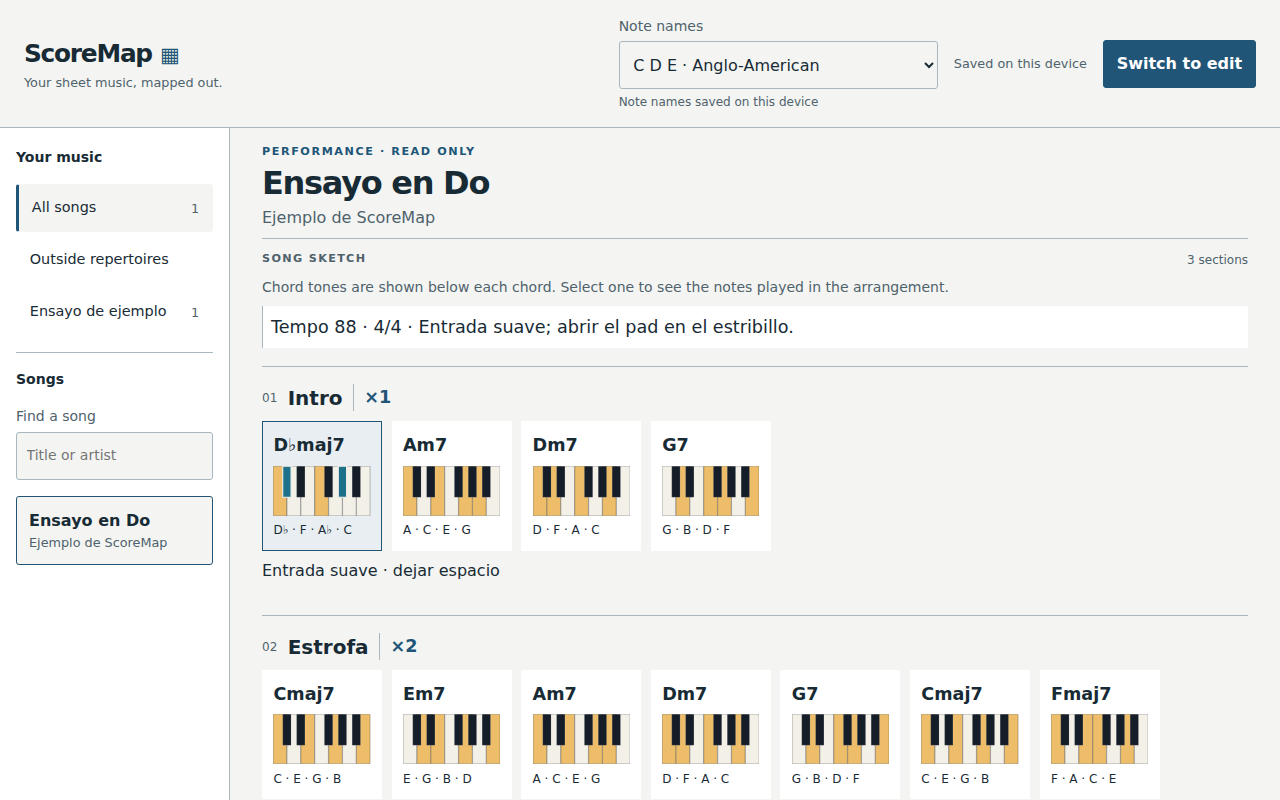 ScoreMap
Your sheet music, mapped out.
Note names
C D E · Anglo-American
Note names saved on this device
Saved on this device
Switch to edit
Your music
All songs 1
Outside repertoires
Ensayo de ejemplo 1
Songs
Find a song
Title or artist
Ensayo en Do
Ejemplo de ScoreMap
PERFORMANCE · READ ONLY
Ensayo en Do
Ejemplo de ScoreMap
SONG SKETCH 3 sections
Chord tones are shown below each chord. Select one to see the notes played in the arrangement.
Tempo 88 · 4/4 · Entrada suave; abrir el pad en el estribillo.
01 Intro ×1
D♭maj7 Am7 Dm7 G7
D♭ · F · A♭ · C A · C · E · G D · F · A · C G · B · D · F
Entrada suave · dejar espacio
02 Estrofa ×2
Cmaj7 Em7 Am7 Dm7 G7 Cmaj7 Fmaj7
C · E · G · B E · G · B · D A · C · E · G D · F · A · C G · B · D · F C · E · G · B F · A · C · E